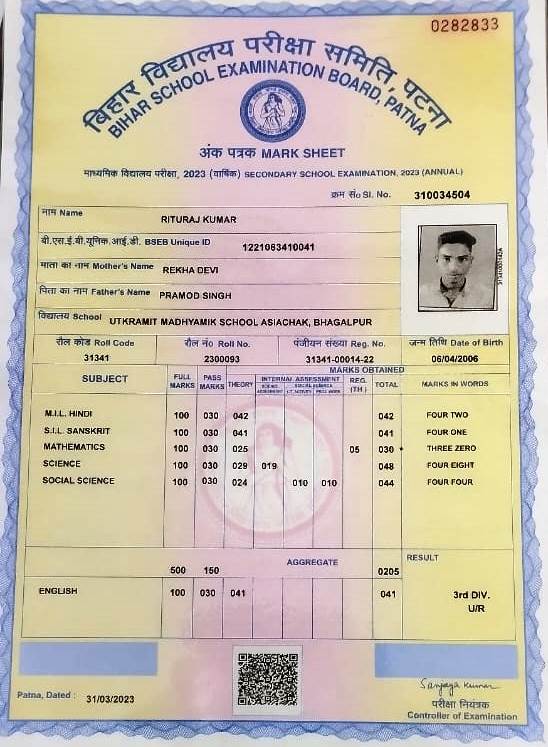 0282833
बिहार विद्यालय परीक्षा समिति, पटना
BIHAR SCHOOL EXAMINATION BOARD, PATNA
अंक पत्रक MARK SHEET
माध्यमिक विद्यालय परीक्षा, 2023 (वार्षिक) SECONDARY SCHOOL EXAMINATION, 2023 (ANNUAL)
क्रम सं० Sl. No. 310034504
नाम Name RITURAJ KUMAR
बी.एस.ई.बी.यूनिक.आई.डी. BSEB Unique ID 1221063410041
माता का नाम Mother's Name REKHA DEVI
पिता का नाम Father's Name PRAMOD SINGH
विद्यालय School UTKRAMIT MADHYAMIK SCHOOL ASIACHAK, BHAGALPUR
रौल कोड Roll Code रौल नं० Roll No. पंजीयन संख्या Reg. No. जन्म तिथि Date of Birth
31341 2300093 31341-00014-22 06/04/2006
MARKS OBTAINED
SUBJECT FULL MARKS PASS MARKS THEORY INTERNAL ASSESSMENT REG. (TH.) TOTAL MARKS IN WORDS
M.I.L. HINDI 100 030 042 042 FOUR TWO
S.I.L. SANSKRIT 100 030 041 041 FOUR ONE
MATHEMATICS 100 030 025 05 030 * THREE ZERO
SCIENCE 100 030 029 019 048 FOUR EIGHT
SOCIAL SCIENCE 100 030 024 010 010 044 FOUR FOUR
500 150 AGGREGATE 0205 RESULT
ENGLISH 100 030 041 041 3rd DIV.
U/R
Patna, Dated : 31/03/2023
Sanjaya Kumar
परीक्षा नियंत्रक
Controller of Examination